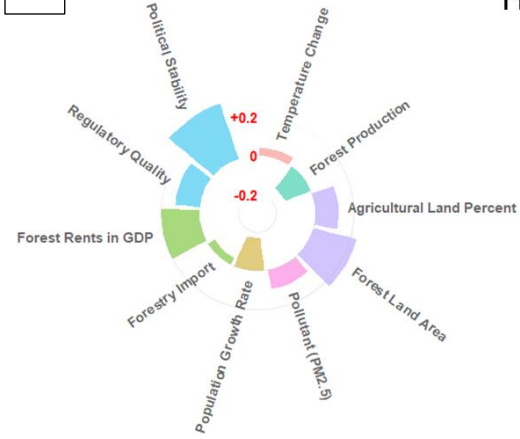 Political Stability
Temperature Change
Regulatory Quality
+0.2
0
-0.2
Forest Production
Agricultural Land Percent
Forest Rents in GDP
Forest Land Area
Forestry Import
Pollutant (PM2.5)
Population Growth Rate